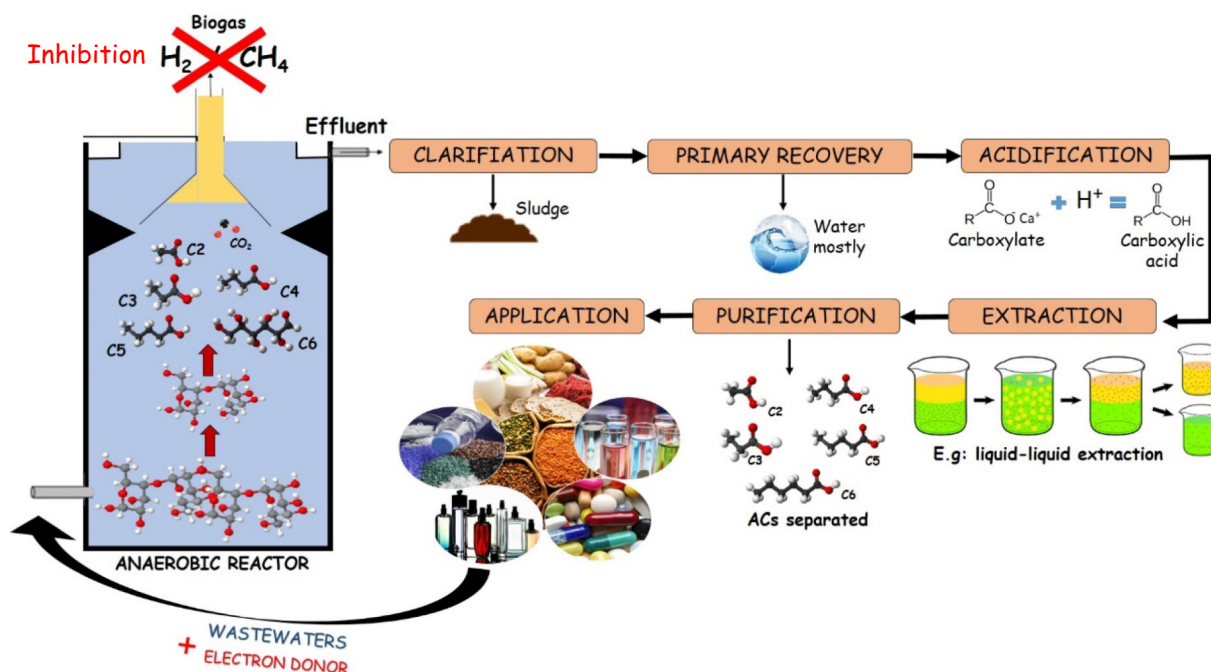 Biogas
Inhibition
H2 / CH4
Effluent
CLARIFIATION
PRIMARY RECOVERY
ACIDIFICATION
Sludge
Water
mostly
R
O
O⁻ Ca⁺
Carboxylate
+ H⁺ =
R
O
OH
Carboxylic
acid
CO2
C2
C3
C4
C5
C6
APPLICATION
PURIFICATION
EXTRACTION
C2
C4
C3
C5
C6
ACs separated
E.g: liquid-liquid extraction
ANAEROBIC REACTOR
+ WASTEWATERS
ELECTRON DONOR